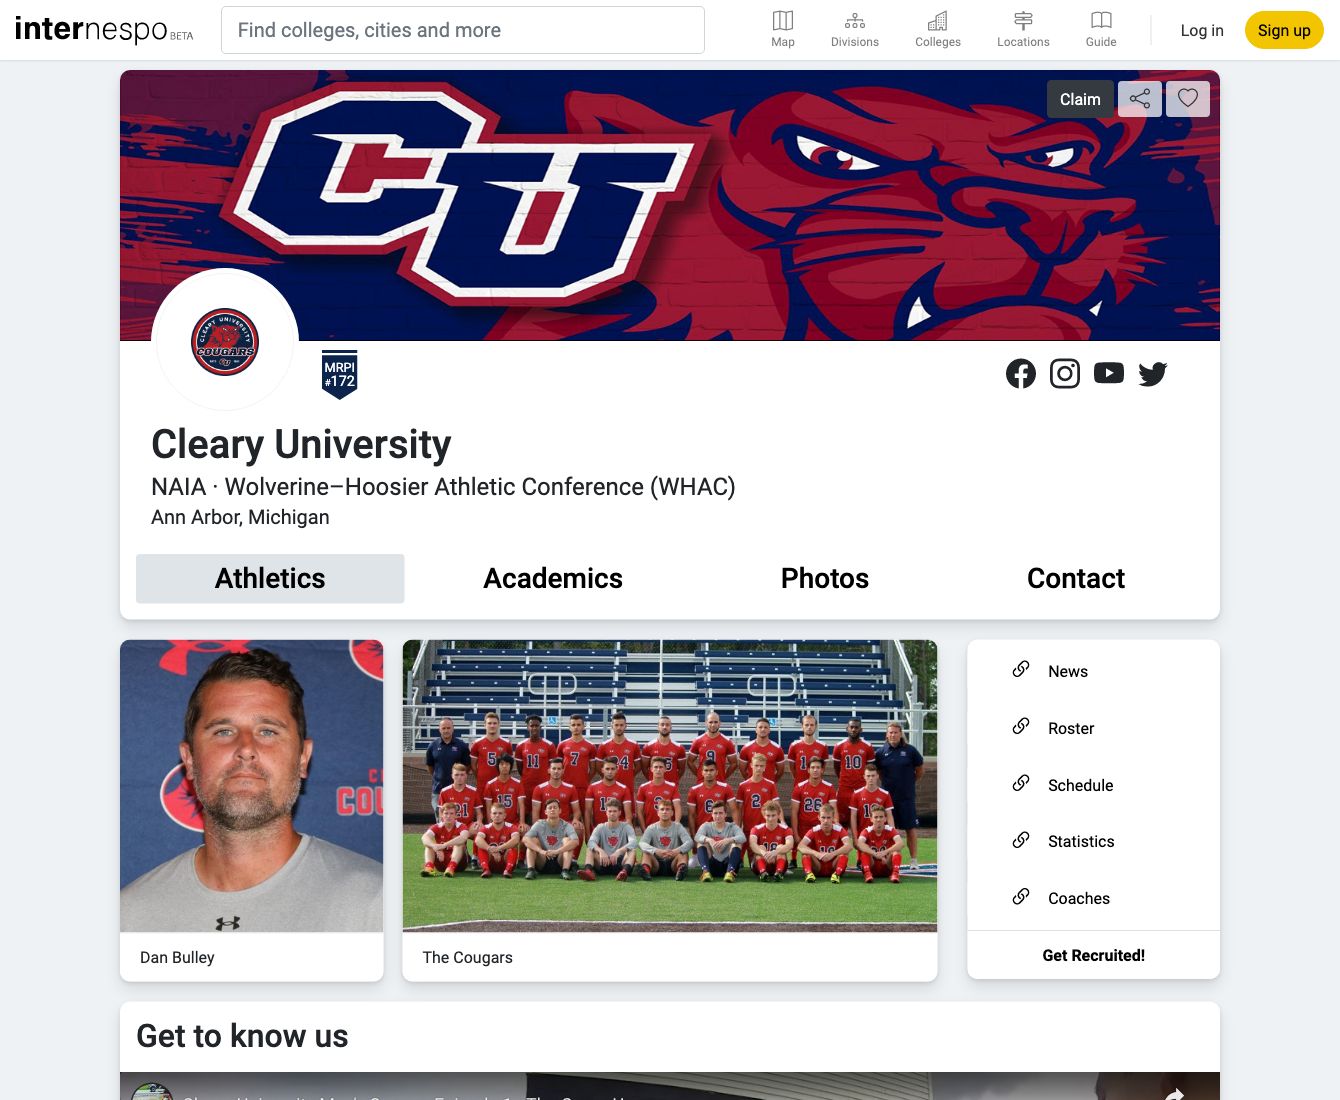 internespo BETA
Find colleges, cities and more
Map
Divisions
Colleges
Locations
Guide
Log in
Sign up
CU
Claim
CLEARY UNIVERSITY
COUGARS
MRPI
#172
Cleary University
NAIA · Wolverine–Hoosier Athletic Conference (WHAC)
Ann Arbor, Michigan
Athletics
Academics
Photos
Contact
Dan Bulley
The Cougars
News
Roster
Schedule
Statistics
Coaches
Get Recruited!
Get to know us